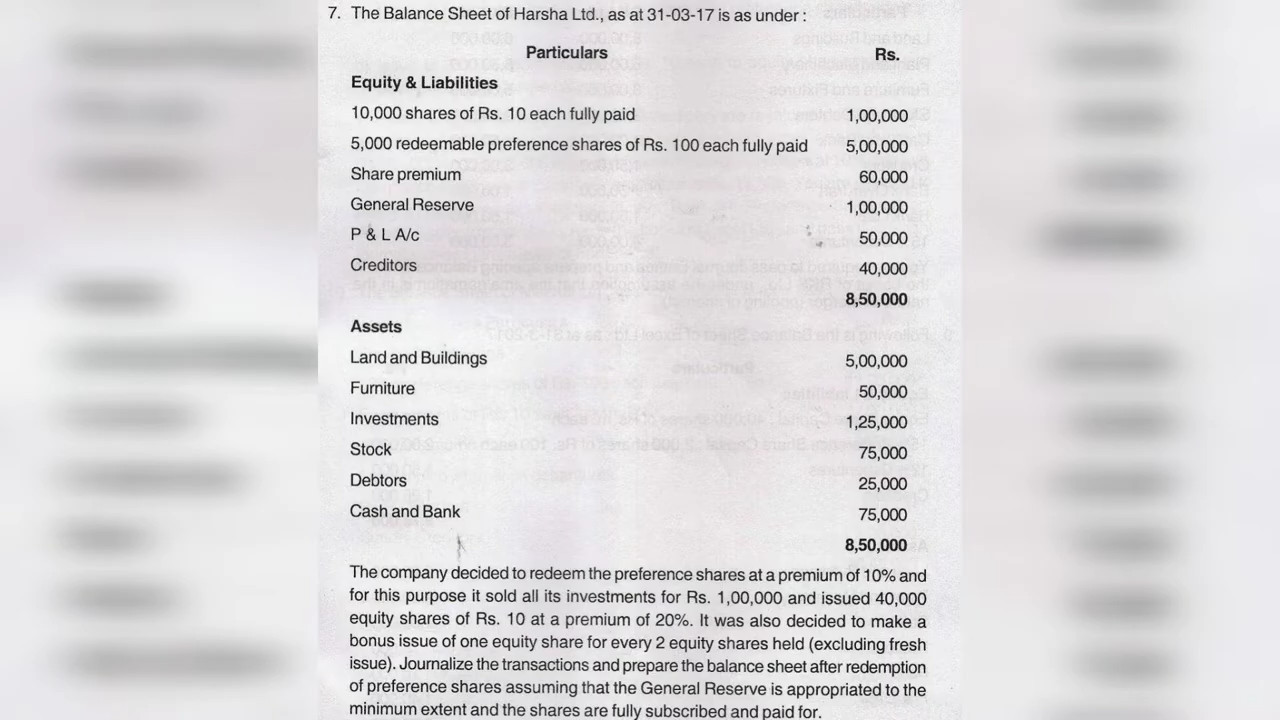 7. The Balance Sheet of Harsha Ltd., as at 31-03-17 is as under :
Particulars Rs.
Equity & Liabilities
10,000 shares of Rs. 10 each fully paid 1,00,000
5,000 redeemable preference shares of Rs. 100 each fully paid 5,00,000
Share premium 60,000
General Reserve 1,00,000
P & L A/c 50,000
Creditors 40,000
8,50,000
Assets
Land and Buildings 5,00,000
Furniture 50,000
Investments 1,25,000
Stock 75,000
Debtors 25,000
Cash and Bank 75,000
8,50,000
The company decided to redeem the preference shares at a premium of 10% and
for this purpose it sold all its investments for Rs. 1,00,000 and issued 40,000
equity shares of Rs. 10 at a premium of 20%. It was also decided to make a
bonus issue of one equity share for every 2 equity shares held (excluding fresh
issue). Journalize the transactions and prepare the balance sheet after redemption
of preference shares assuming that the General Reserve is appropriated to the
minimum extent and the shares are fully subscribed and paid for.